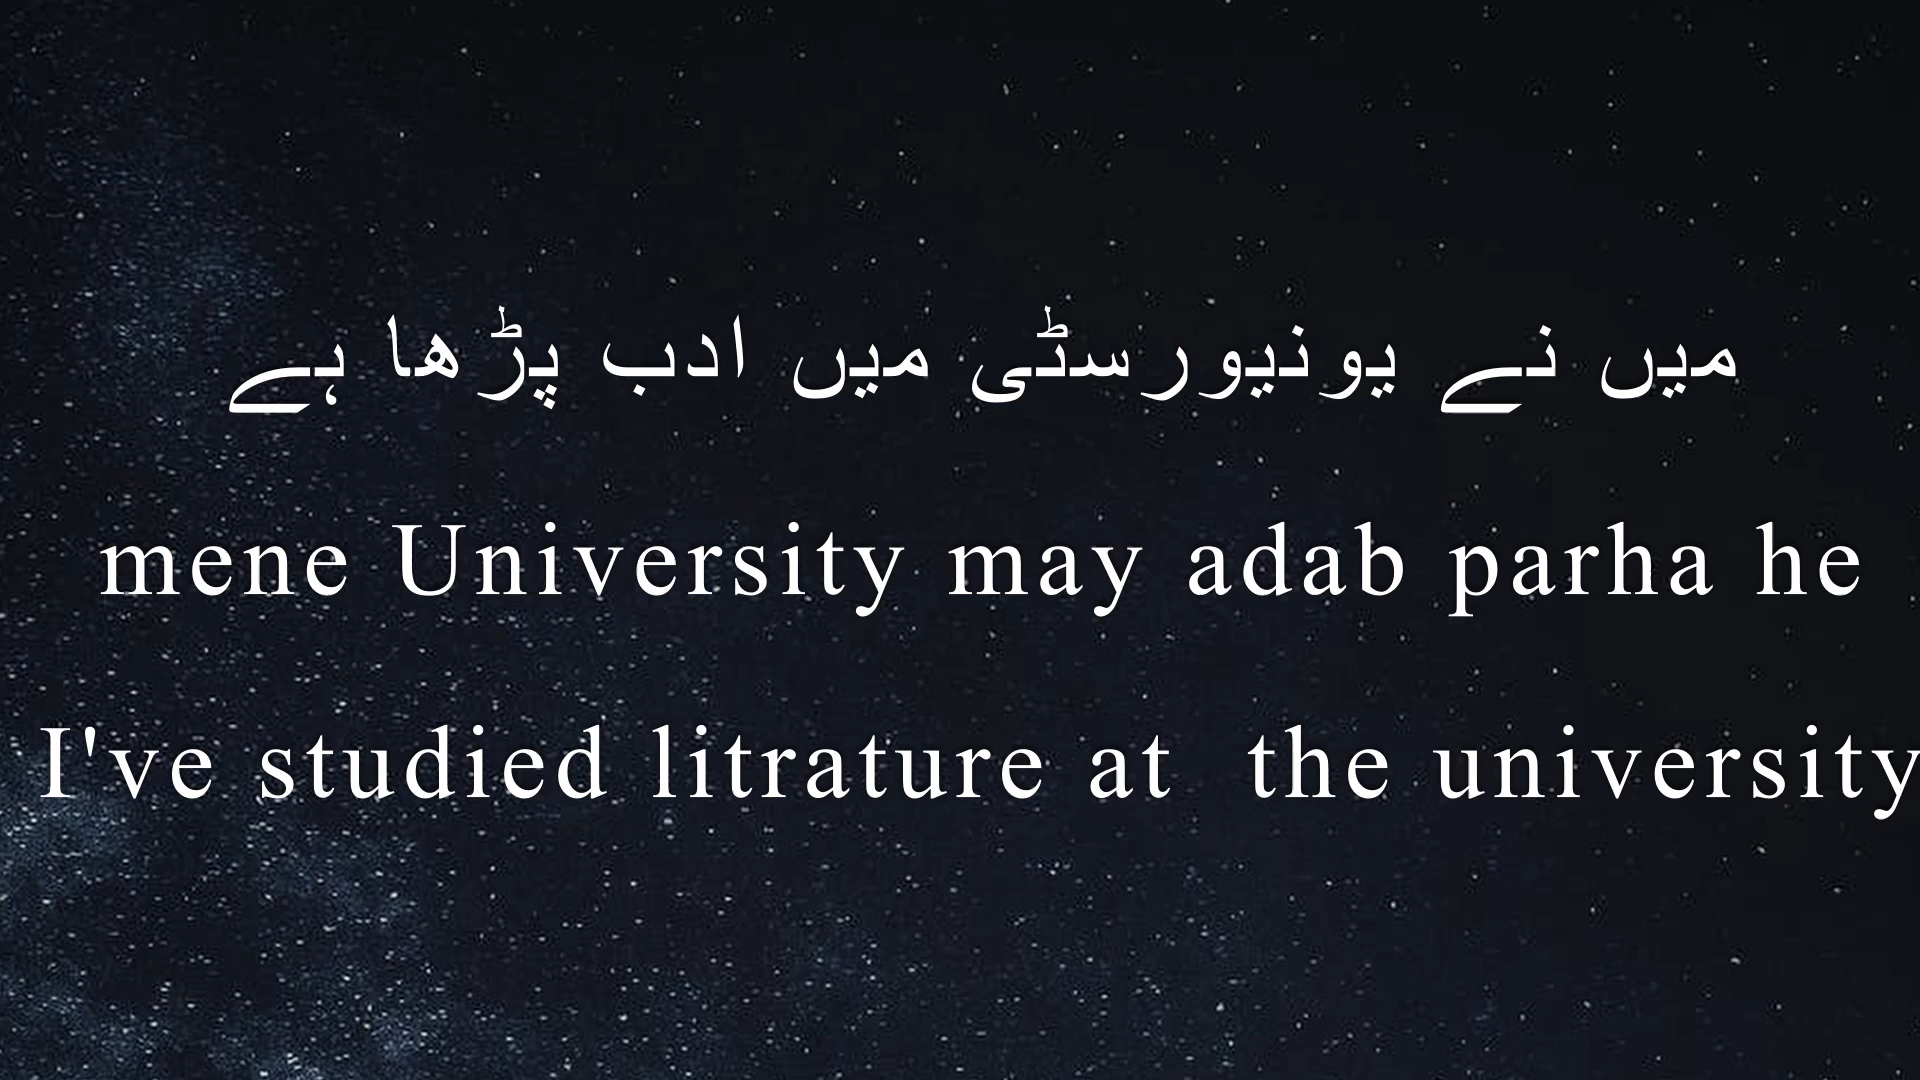 میں نے یونیورسٹی میں ادب پڑھا ہے
mene University may adab parha he
I've studied litrature at  the university